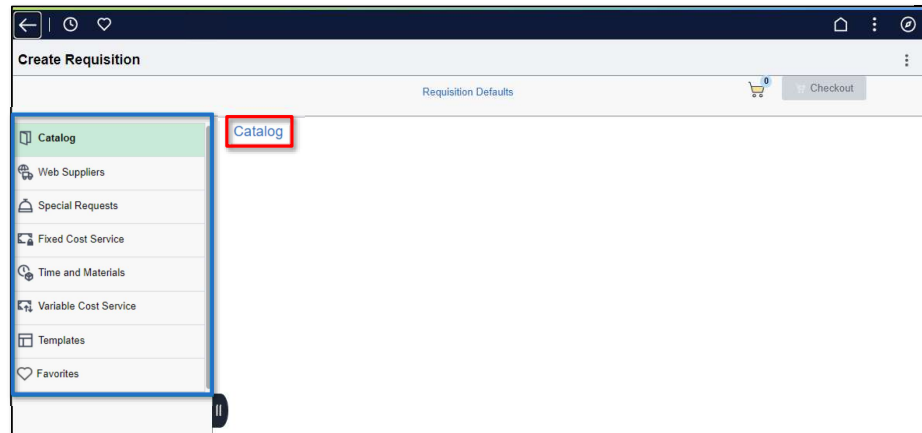 Create Requisition
Requisition Defaults
0
Checkout
Catalog
Catalog
Web Suppliers
Special Requests
Fixed Cost Service
Time and Materials
Variable Cost Service
Templates
Favorites